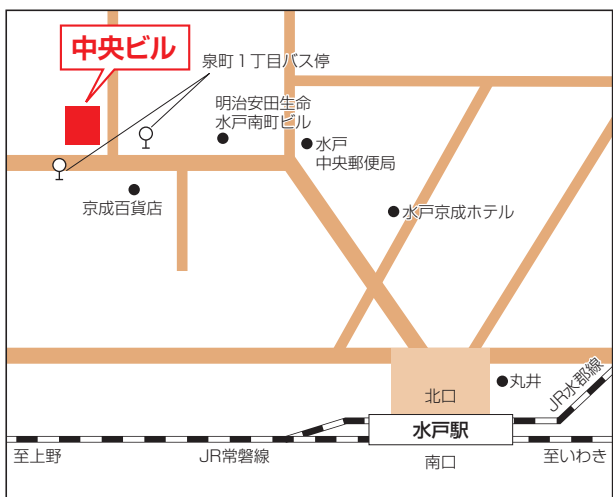 中央ビル
泉町1丁目バス停
明治安田生命
水戸南町ビル
水戸
中央郵便局
京成百貨店
水戸京成ホテル
丸井
北口
JR水郡線
水戸駅
至上野
JR常磐線
南口
至いわき